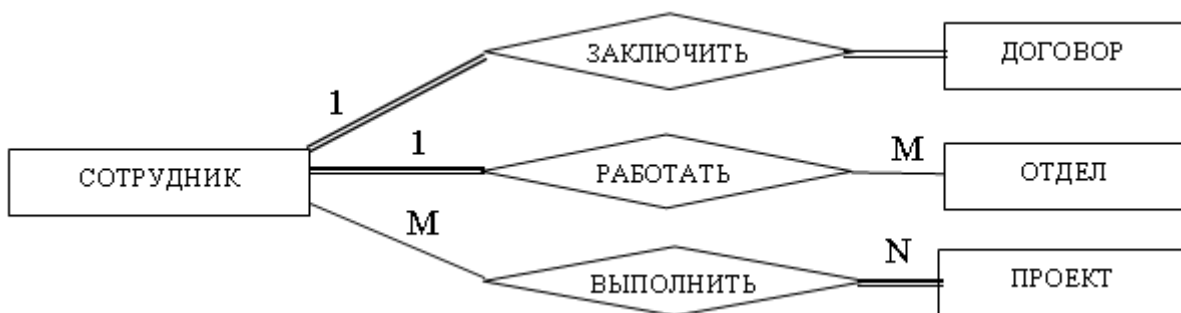 ЗАКЛЮЧИТЬ
ДОГОВОР
1
1
М
СОТРУДНИК
РАБОТАТЬ
ОТДЕЛ
М
N
ВЫПОЛНИТЬ
ПРОЕКТ